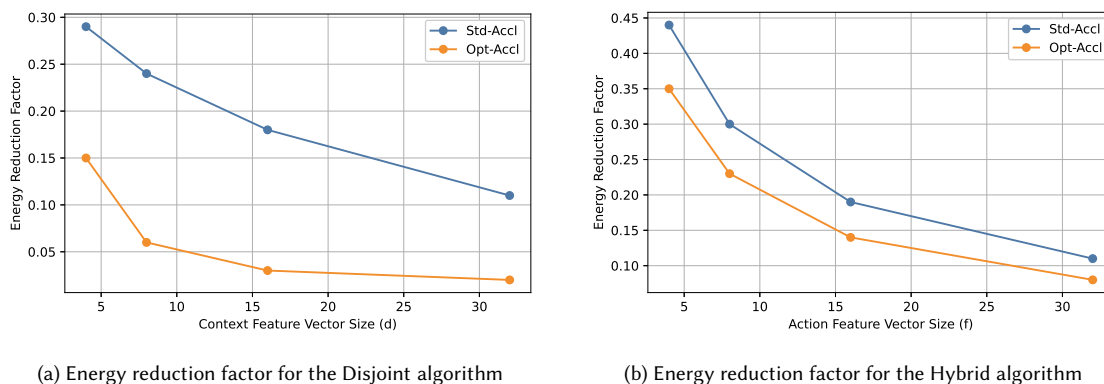 0.30
0.25
0.20
0.15
0.10
0.05
Energy Reduction Factor
Std-Accl
Opt-Accl
5 10 15 20 25 30
Context Feature Vector Size (d)
(a) Energy reduction factor for the Disjoint algorithm
0.45
0.40
0.35
0.30
0.25
0.20
0.15
0.10
Energy Reduction Factor
Std-Accl
Opt-Accl
5 10 15 20 25 30
Action Feature Vector Size (f)
(b) Energy reduction factor for the Hybrid algorithm